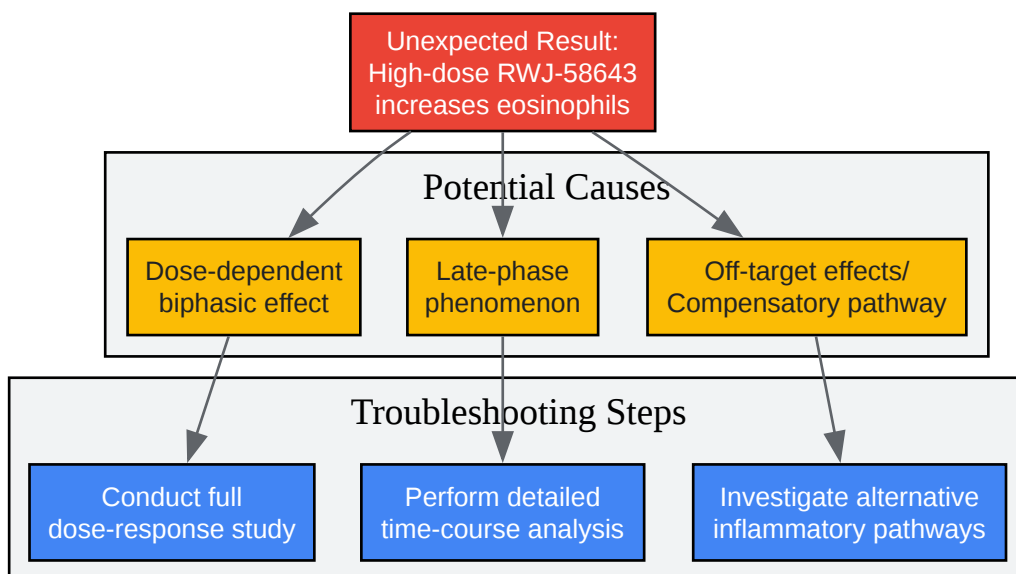 Unexpected Result:
High-dose RWJ-58643
increases eosinophils
Potential Causes
Dose-dependent
biphasic effect
Late-phase
phenomenon
Off-target effects/
Compensatory pathway
Troubleshooting Steps
Conduct full
dose-response study
Perform detailed
time-course analysis
Investigate alternative
inflammatory pathways